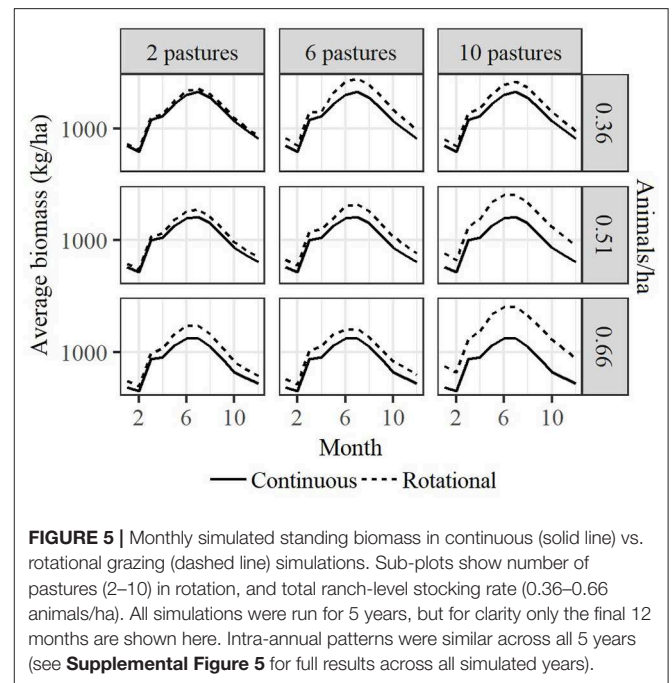 2 pastures 6 pastures 10 pastures
Average biomass (kg/ha)
1000
0.36
1000
0.51
1000
0.66
Animals/ha
2 6 10 2 6 10 2 6 10
Month
Continuous Rotational
FIGURE 5 | Monthly simulated standing biomass in continuous (solid line) vs.
rotational grazing (dashed line) simulations. Sub-plots show number of
pastures (2–10) in rotation, and total ranch-level stocking rate (0.36–0.66
animals/ha). All simulations were run for 5 years, but for clarity only the final 12
months are shown here. Intra-annual patterns were similar across all 5 years
(see Supplemental Figure 5 for full results across all simulated years).